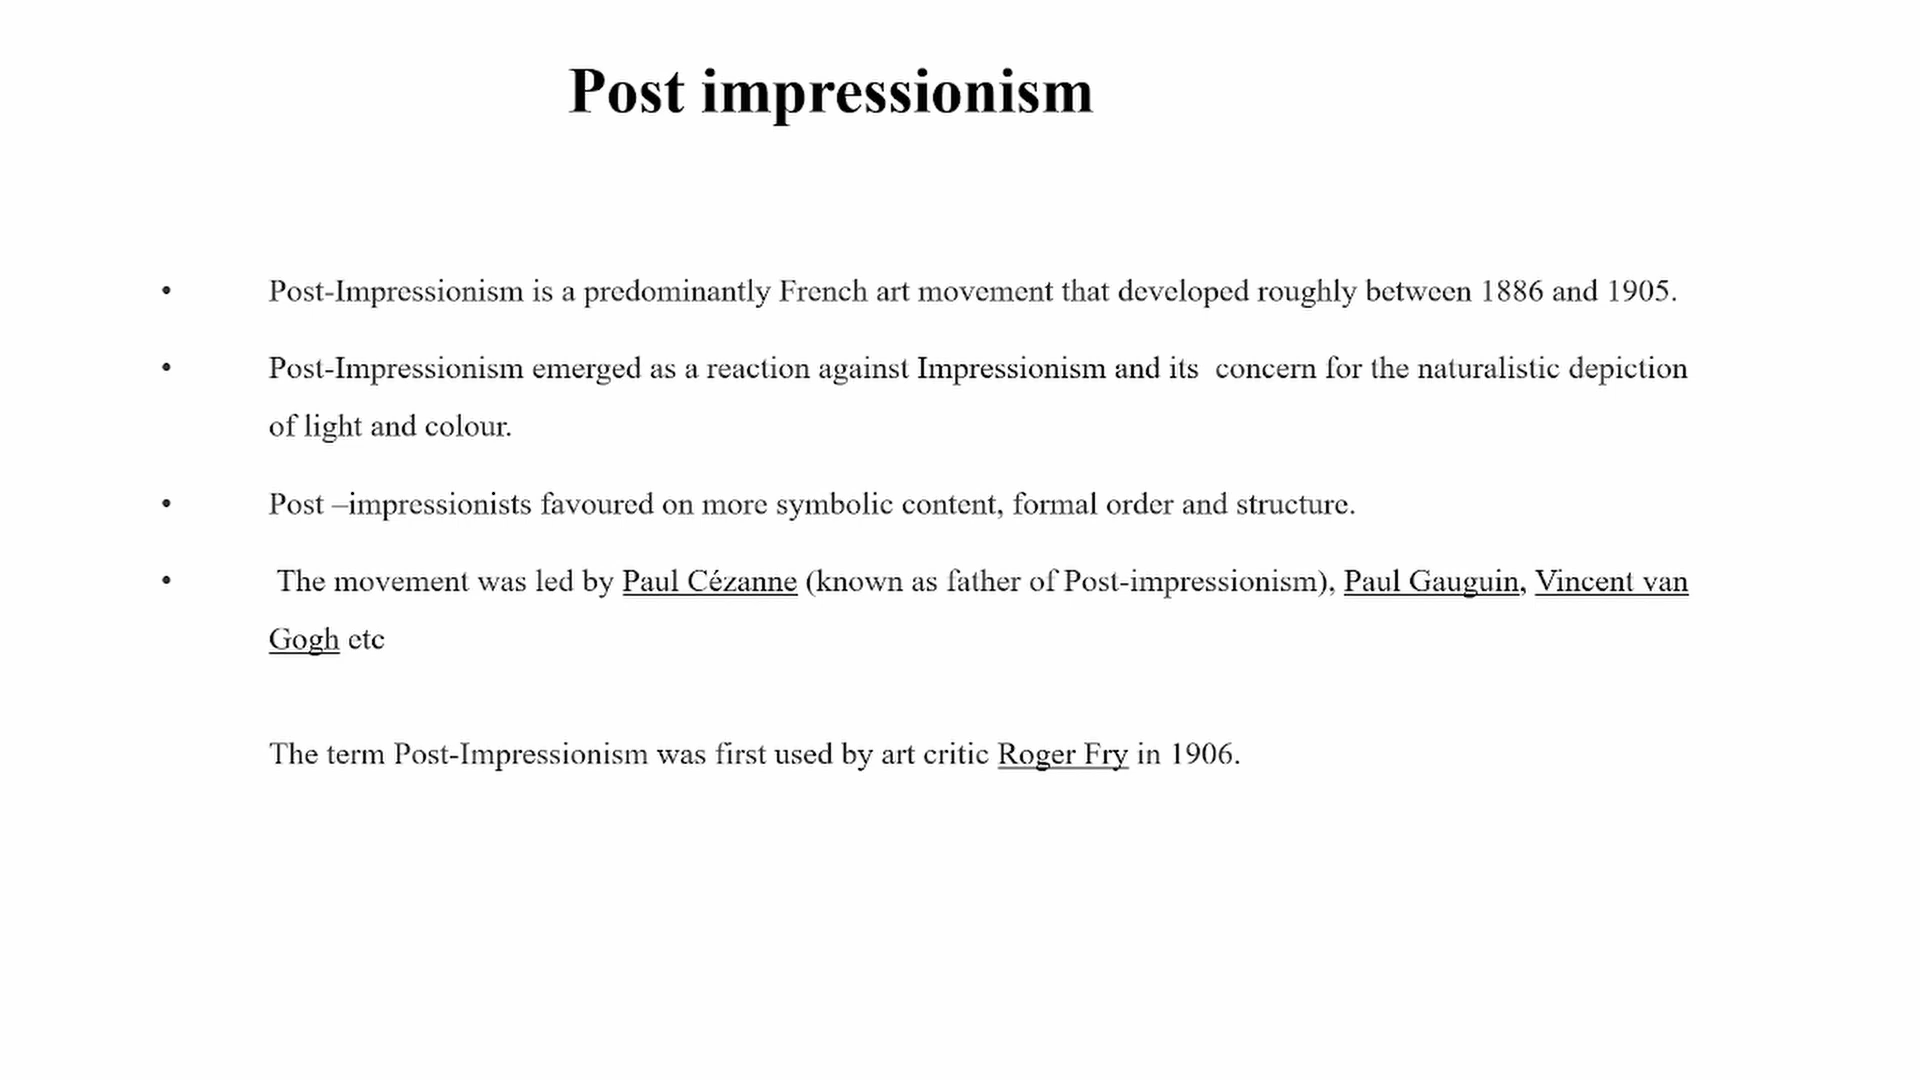 Post impressionism
• Post-Impressionism is a predominantly French art movement that developed roughly between 1886 and 1905.
• Post-Impressionism emerged as a reaction against Impressionism and its  concern for the naturalistic depiction
of light and colour.
• Post –impressionists favoured on more symbolic content, formal order and structure.
• The movement was led by Paul Cézanne (known as father of Post-impressionism), Paul Gauguin, Vincent van
Gogh etc
The term Post-Impressionism was first used by art critic Roger Fry in 1906.